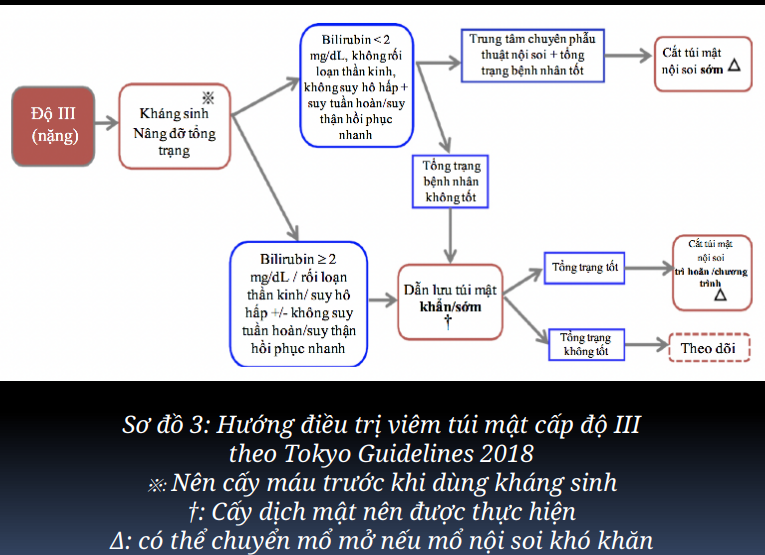 Độ III
(nặng)
※
Kháng sinh
Nâng đỡ tổng
trạng
Bilirubin < 2
mg/dL, không rối
loạn thần kinh,
không suy hô hấp +
suy tuần hoàn/suy
thận hồi phục
nhanh
Trung tâm chuyên phẫu
thuật nội soi + tổng
trạng bệnh nhân tốt
Cắt túi mật
nội soi sớm Δ
Tổng trạng
bệnh nhân
không tốt
Bilirubin ≥ 2
mg/dL / rối loạn
thần kinh/ suy hô
hấp +/- không suy
tuần hoàn/suy thận
hồi phục nhanh
Dẫn lưu túi mật
khẩn/sớm
†
Tổng trạng tốt
Cắt túi mật
nội soi
trì hoãn /chương
trình
Δ
Tổng trạng
không tốt
Theo dõi
Sơ đồ 3: Hướng điều trị viêm túi mật cấp độ III
theo Tokyo Guidelines 2018
※: Nên cấy máu trước khi dùng kháng sinh
†: Cấy dịch mật nên được thực hiện
Δ: có thể chuyển mổ mở nếu mổ nội soi khó khăn